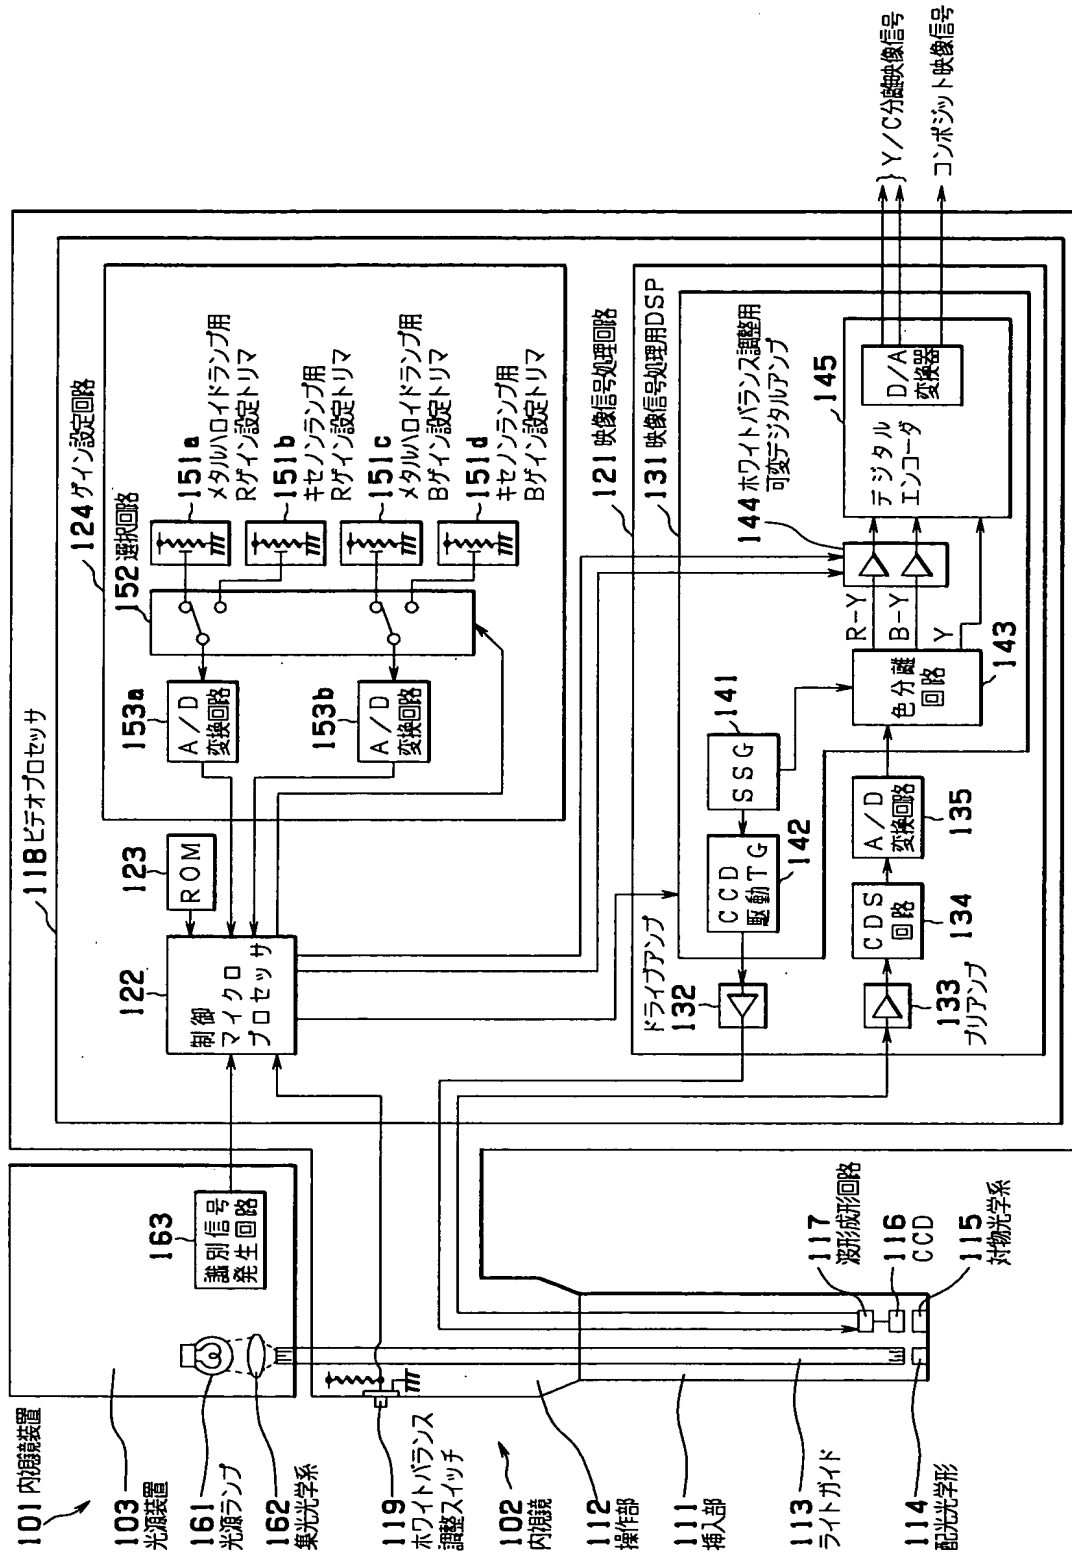 101 内視鏡装置
103
光源装置
161
光源ランプ
162
集光光学系
119
ホワイトバランス
調整スイッチ
102
内視鏡
112
操作部
111
挿入部
113
ライトガイド
114
配光光学形
163
識別信号
発生回路
117
波形成形回路
116
CCD
115
対物光学系
118 ビデオプロセッサ
122
制御
マイクロ
プロセッサ
123
ROM
124 ゲイン設定回路
152 選択回路
153a
A/D
変換回路
153b
A/D
変換回路
151a
メタルハロイドランプ用
Rゲイン設定トリマ
151b
キセノンランプ用
Rゲイン設定トリマ
151c
メタルハロイドランプ用
Bゲイン設定トリマ
151d
キセノンランプ用
Bゲイン設定トリマ
121 映像信号処理回路
131 映像信号処理用DSP
144 ホワイトバランス調整用
可変デジタルアンプ
ドライブアンプ
132
CCD
駆動TG
142
SSG
141
133
プリアンプ
CDS
回路
134
A/D
変換回路
135
色分離
回路
143
R-Y
B-Y
Y
145
デジタル
エンコーダ
D/A
変換器
Y/C分離映像信号
コンポジット映像信号